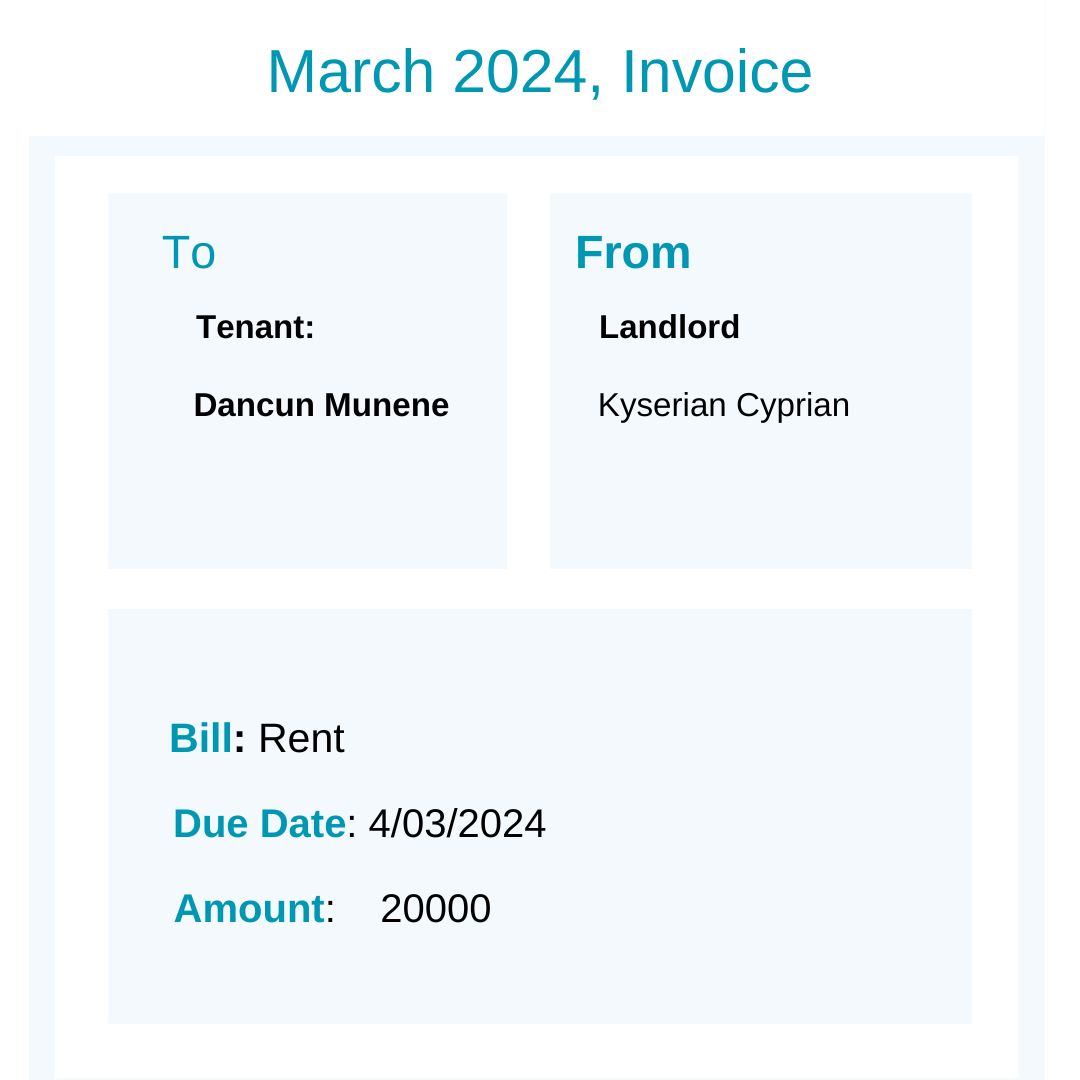 March 2024, Invoice
To
Tenant:
Dancun Munene
From
Landlord
Kyserian Cyprian
Bill: Rent
Due Date: 4/03/2024
Amount: 20000